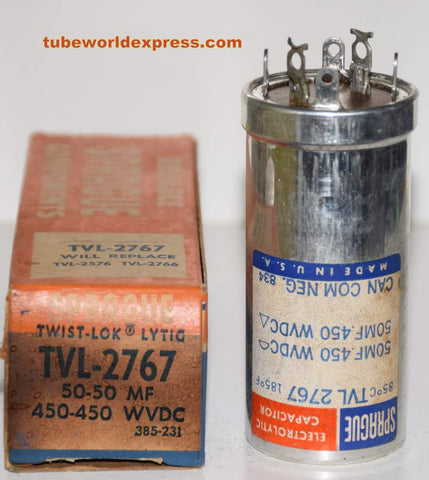 tubeworldexpress.com
SPRAGUE
TVL-2767
WILL REPLACE
TVL-2576 TVL-2766
SPRAGUE
TWIST-LOK® LYTIC
TVL-2767
50-50 MF
450-450 WVDC
385-231
SPRAGUE
ELECTROLYTIC
CAPACITOR
85°C TVL 2767 185°F
50MF 450 WVDC
50MF 450 WVDC △
CAN COM. NEG. 834
MADE IN U.S.A.